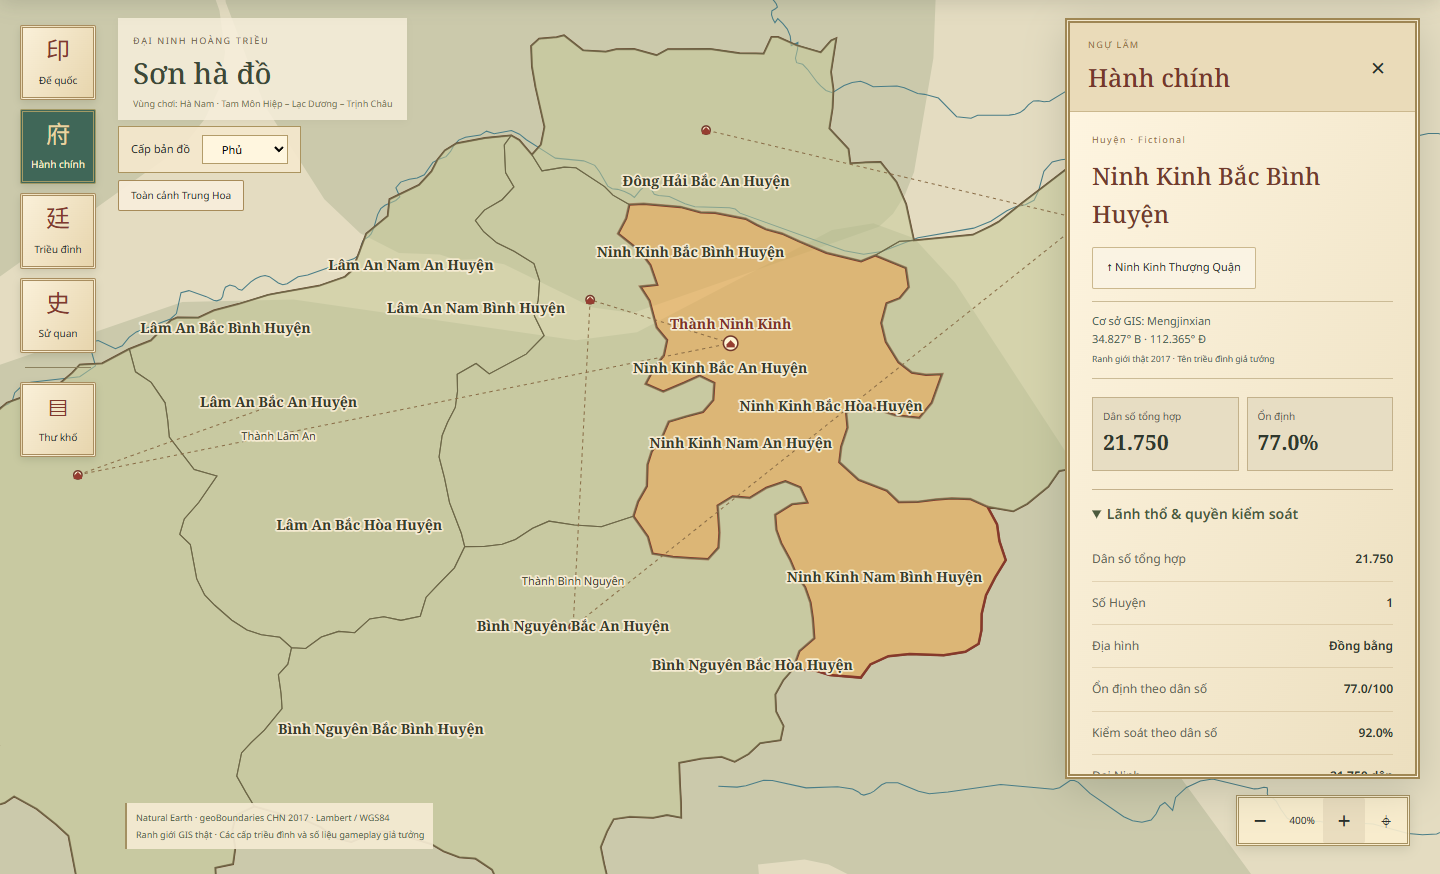 印
Đế quốc
府
Hành chính
廷
Triều đình
史
Sử quan
▤
Thư khố
ĐẠI NINH HOÀNG TRIỀU
Sơn hà đồ
Vùng chơi: Hà Nam · Tam Môn Hiệp – Lạc Dương – Trịnh Châu
Cấp bản đồ
Phủ
Toàn cảnh Trung Hoa
Đông Hải Bắc An Huyện
Ninh Kinh Bắc Bình Huyện
Lâm An Nam An Huyện
Lâm An Nam Bình Huyện
Lâm An Bắc Bình Huyện
Thành Ninh Kinh
Ninh Kinh Bắc An Huyện
Lâm An Bắc An Huyện
Ninh Kinh Bắc Hòa Huyện
Thành Lâm An
Ninh Kinh Nam An Huyện
Lâm An Bắc Hòa Huyện
Thành Bình Nguyên
Ninh Kinh Nam Bình Huyện
Bình Nguyên Bắc An Huyện
Bình Nguyên Bắc Hòa Huyện
Bình Nguyên Bắc Bình Huyện
Natural Earth · geoBoundaries CHN 2017 · Lambert / WGS84
Ranh giới GIS thật · Các cấp triều đình và số liệu gameplay giả tưởng
NGỰ LÃM
Hành chính
✕
Huyện · Fictional
Ninh Kinh Bắc Bình
Huyện
↑ Ninh Kinh Thượng Quận
Cơ sở GIS: Mengjinxian
34.827° B · 112.365° Đ
Ranh giới thật 2017 · Tên triều đình giả tưởng
Dân số tổng hợp
21.750
Ổn định
77.0%
▼ Lãnh thổ & quyền kiểm soát
Dân số tổng hợp 21.750
Số Huyện 1
Địa hình Đồng bằng
Ổn định theo dân số 77.0/100
Kiểm soát theo dân số 92.0%
Đại Ninh 21.750 dân
− 400% + ⌖